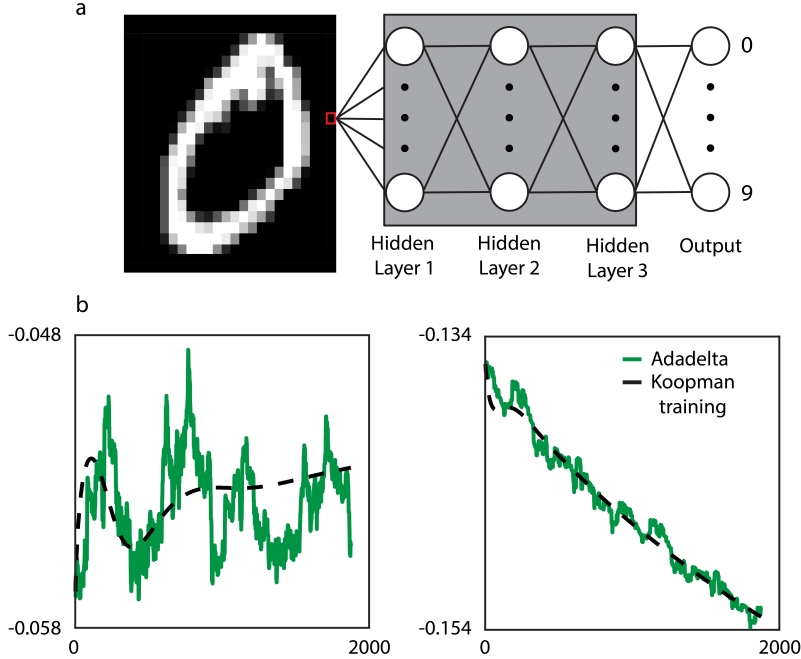 a
0
9
Hidden
Layer 1
Hidden
Layer 2
Hidden
Layer 3
Output
b
-0.048
-0.058
0
2000
-0.134
-0.154
0
2000
Adadelta
Koopman
training